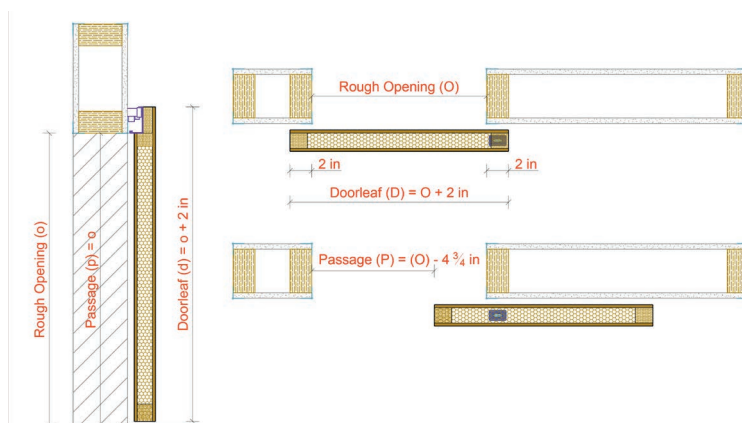 Rough Opening (o)
Passage (p) = o
Doorleaf (d) = o + 2 in
Rough Opening (O)
2 in
2 in
Doorleaf (D) = O + 2 in
Passage (P) = (O) - 4 3/4 in